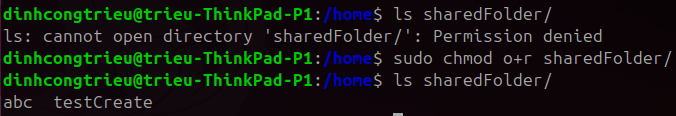 dinhcongtrieu@trieu-ThinkPad-P1:/home$ ls sharedFolder/
ls: cannot open directory 'sharedFolder/': Permission denied
dinhcongtrieu@trieu-ThinkPad-P1:/home$ sudo chmod o+r sharedFolder/
dinhcongtrieu@trieu-ThinkPad-P1:/home$ ls sharedFolder/
abc  testCreate